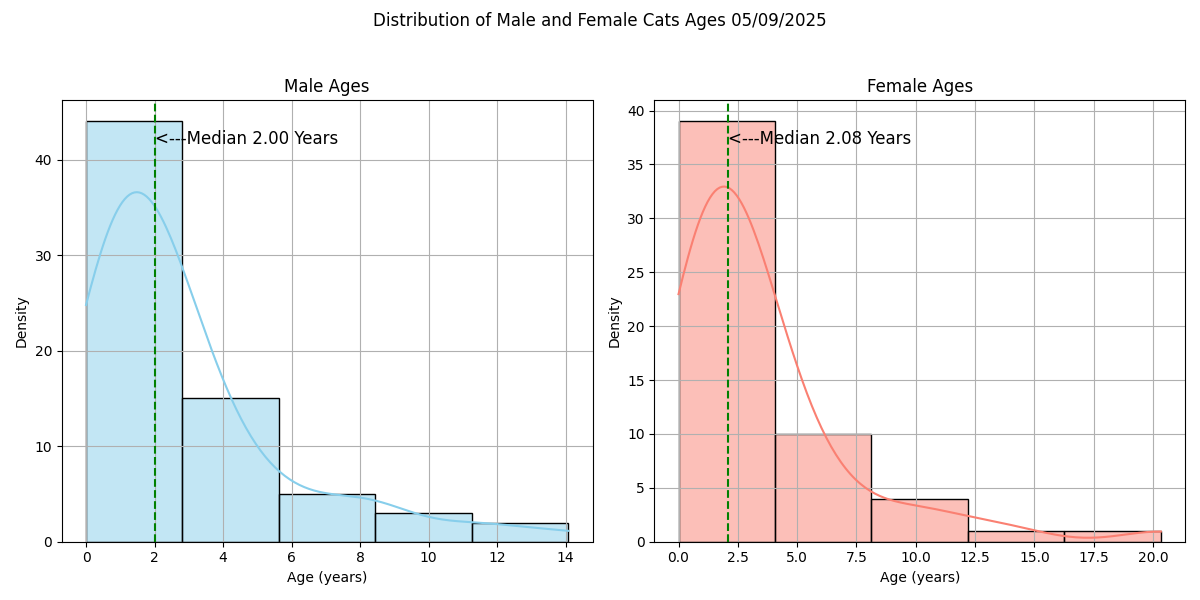 Distribution of Male and Female Cats Ages 05/09/2025
Male Ages
<---Median 2.00 Years
40
30
20
10
0
Density
0 2 4 6 8 10 12 14
Age (years)
Female Ages
<---Median 2.08 Years
40
35
30
25
20
15
10
5
0
Density
0.0 2.5 5.0 7.5 10.0 12.5 15.0 17.5 20.0
Age (years)